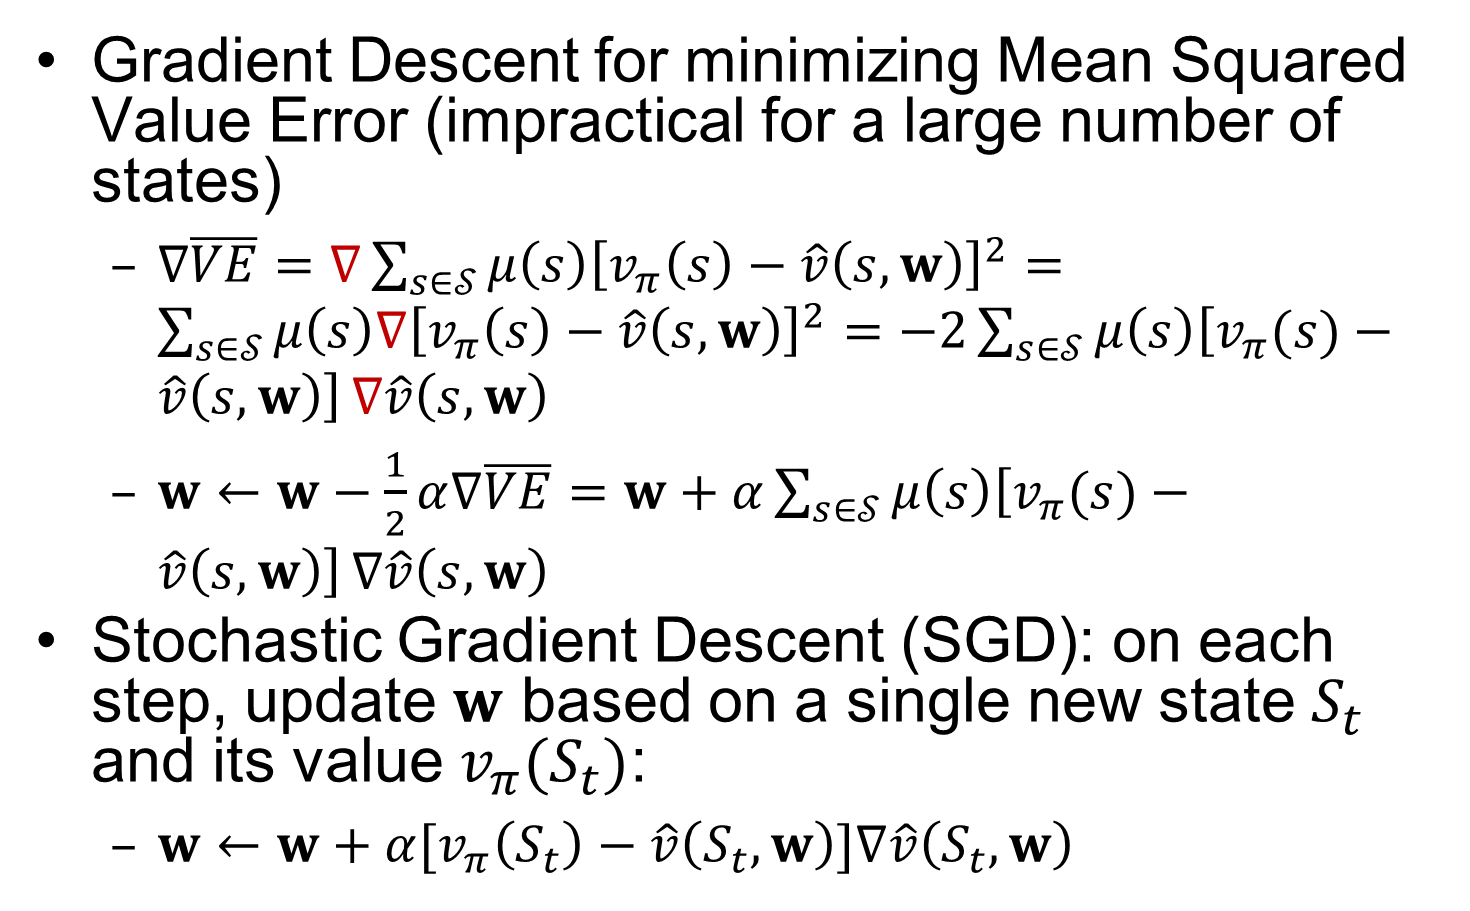 • Gradient Descent for minimizing Mean Squared
Value Error (impractical for a large number of
states)
– ∇V̅E̅ = ∇ ∑_{s∈𝒮} μ(s)[v_π(s) − v̂(s, 𝐰)]² =
∑_{s∈𝒮} μ(s)∇[v_π(s) − v̂(s, 𝐰)]² = −2 ∑_{s∈𝒮} μ(s)[v_π(s) −
v̂(s, 𝐰)] ∇v̂(s, 𝐰)
– 𝐰 ← 𝐰 − ½ α∇V̅E̅ = 𝐰 + α ∑_{s∈𝒮} μ(s)[v_π(s) −
v̂(s, 𝐰)] ∇v̂(s, 𝐰)
• Stochastic Gradient Descent (SGD): on each
step, update 𝐰 based on a single new state S_t
and its value v_π(S_t):
– 𝐰 ← 𝐰 + α[v_π(S_t) − v̂(S_t, 𝐰)]∇v̂(S_t, 𝐰)